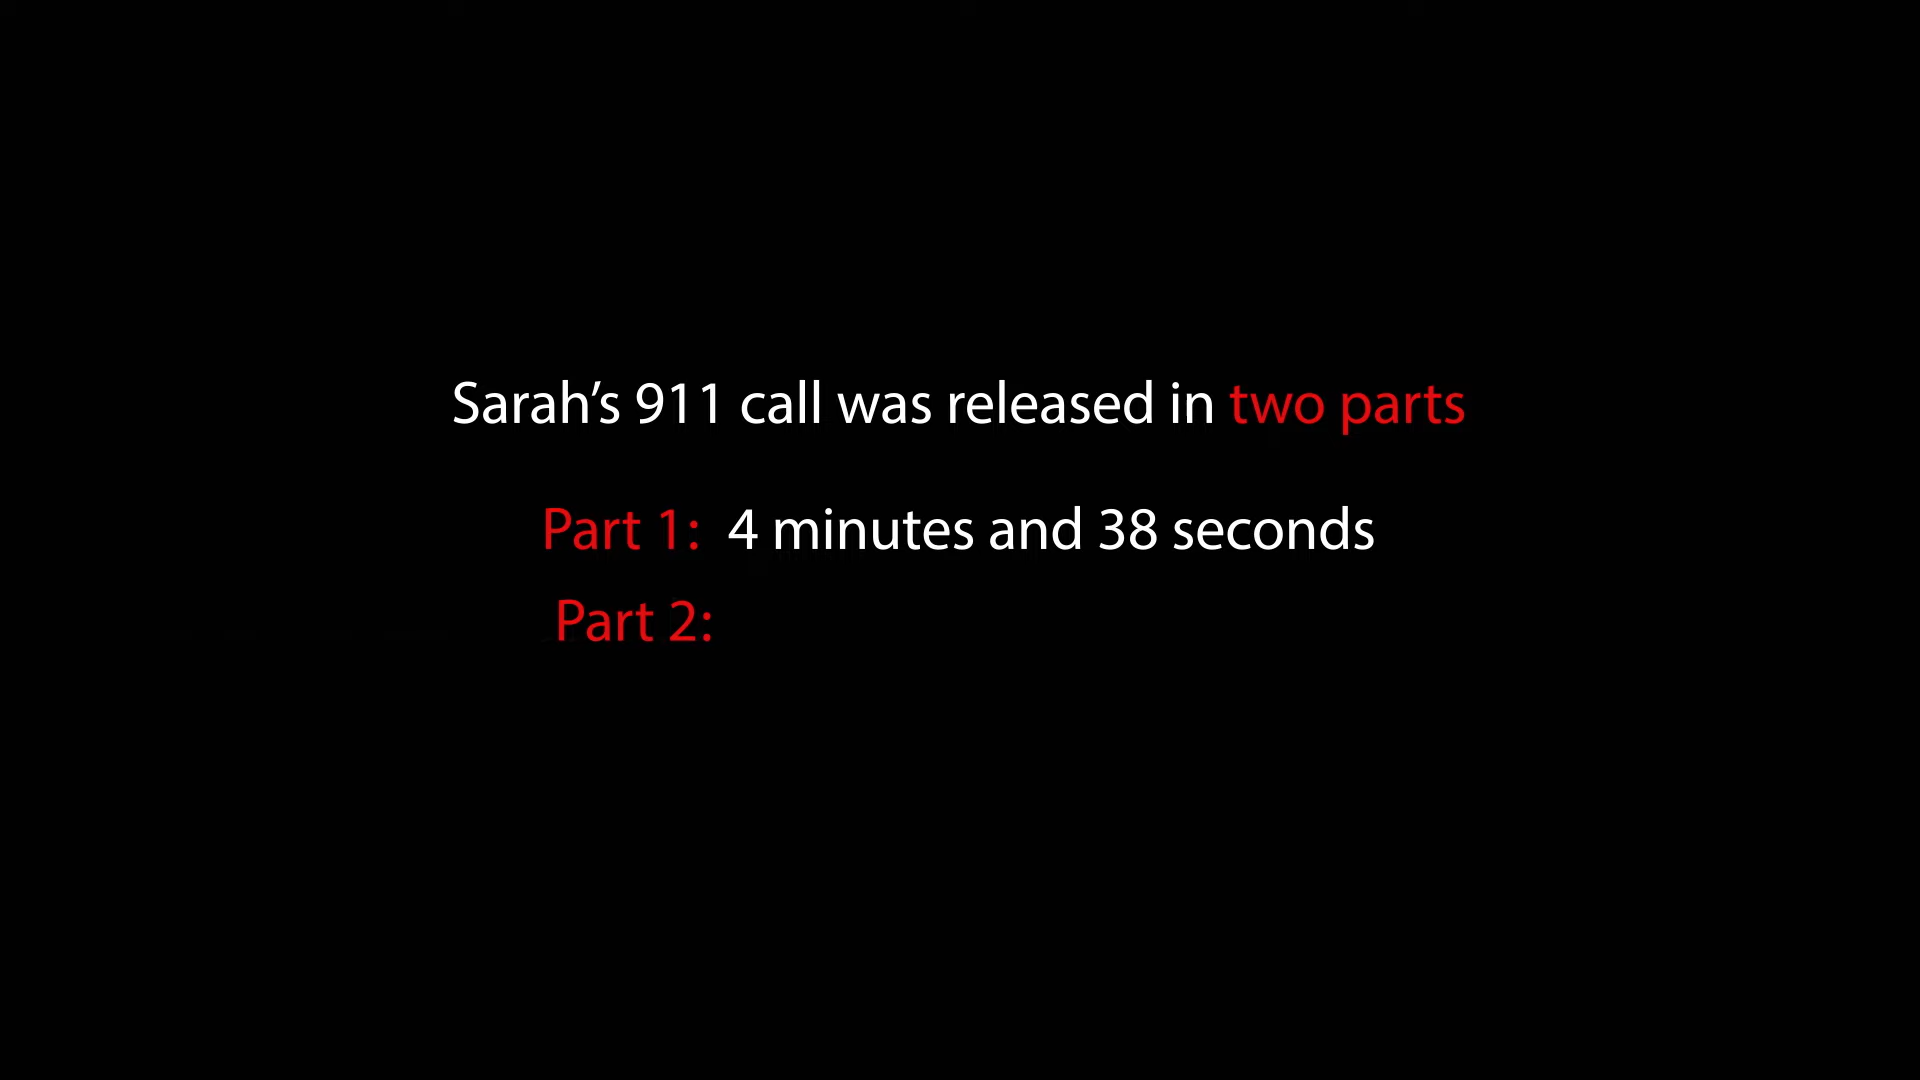 Sarah’s 911 call was released in two parts
Part 1: 4 minutes and 38 seconds
Part 2: